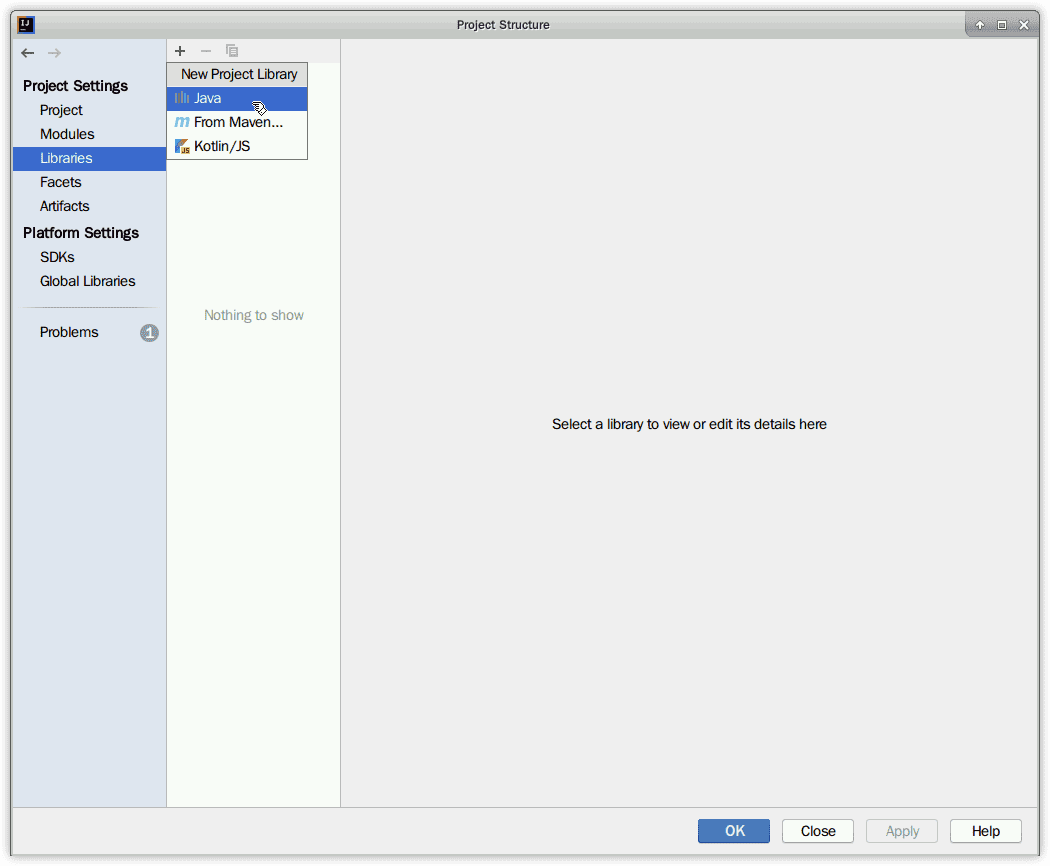 Project Structure
Project Settings
Project
Modules
Libraries
Facets
Artifacts
Platform Settings
SDKs
Global Libraries
Problems
1
New Project Library
Java
From Maven...
Kotlin/JS
Nothing to show
Select a library to view or edit its details here
OK
Close
Apply
Help